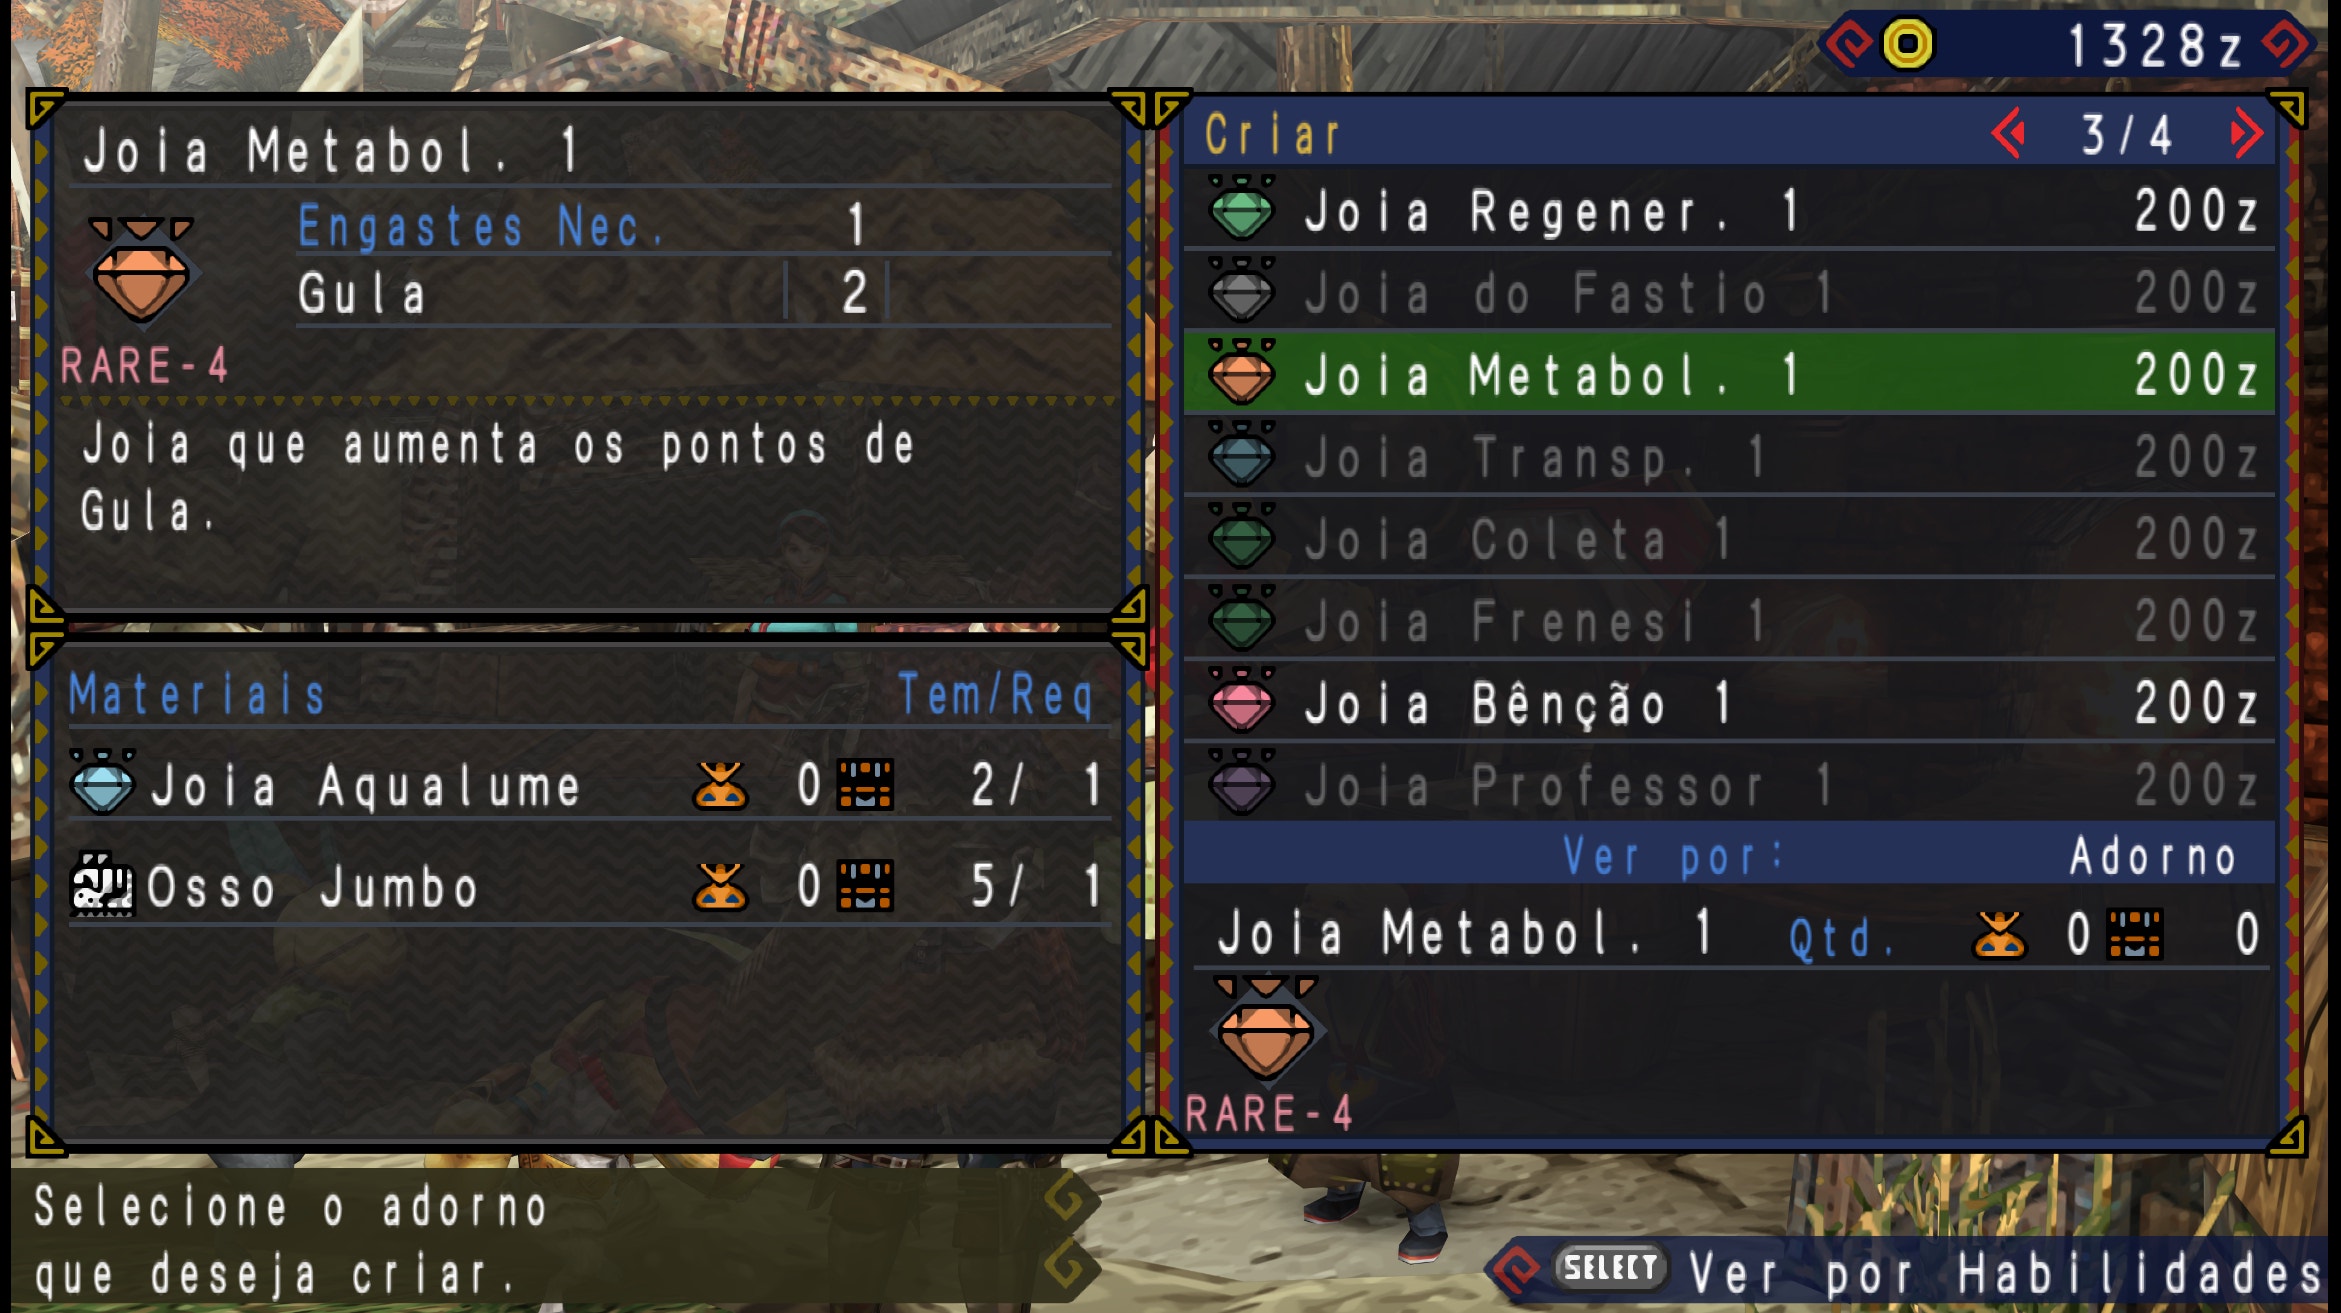 1328z
Joia Metabol. 1
Engastes Nec. 1
Gula 2
RARE-4
Joia que aumenta os pontos de
Gula.
Materiais Tem/Req
Joia Aqualume 0 2/ 1
Osso Jumbo 0 5/ 1
Criar 3/4
Joia Regener. 1 200z
Joia do Fastio 1 200z
Joia Metabol. 1 200z
Joia Transp. 1 200z
Joia Coleta 1 200z
Joia Frenesi 1 200z
Joia Bênção 1 200z
Joia Professor 1 200z
Ver por: Adorno
Joia Metabol. 1 Qtd. 0 0
RARE-4
Selecione o adorno
que deseja criar.
SELECT Ver por Habilidades